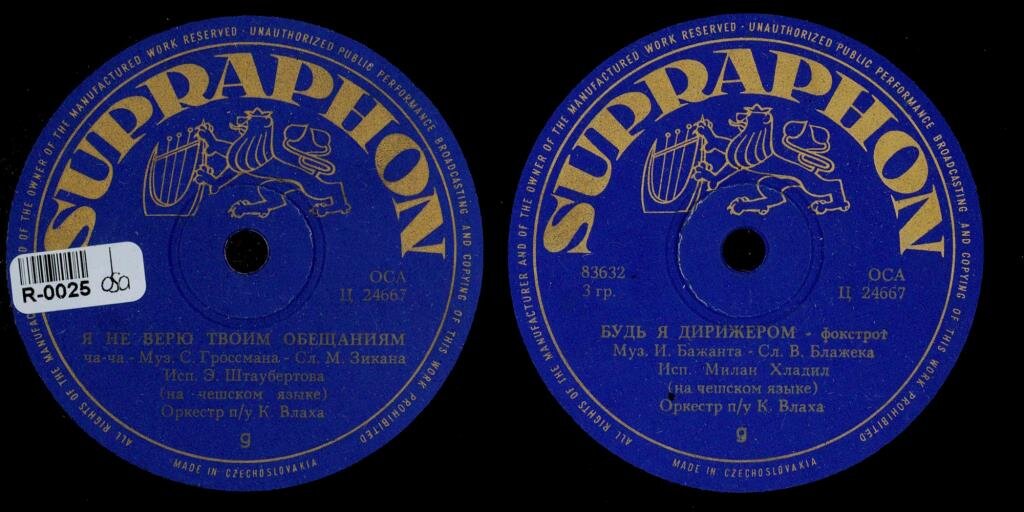 ALL RIGHTS OF THE MANUFACTURER AND OF THE OWNER OF THE MANUFACTURED WORK RESERVED · UNAUTHORIZED PUBLIC PERFORMANCE BROADCASTING AND COPYING OF THIS WORK PROHIBITED
SUPRAPHON
R-0025
osa
ОСА
Ц 24667
Я НЕ ВЕРЮ ТВОИМ ОБЕЩАНИЯМ
ча-ча.- Муз. С. Гроссмана - Сл. М. Зикана
Исп. Э. Штаубертова
(на чешском языке)
Оркестр п/у К. Влаха
g
MADE IN CZECHOSLOVAKIA
ALL RIGHTS OF THE MANUFACTURER AND OF THE OWNER OF THE MANUFACTURED WORK RESERVED · UNAUTHORIZED PUBLIC PERFORMANCE BROADCASTING AND COPYING OF THIS WORK PROHIBITED
SUPRAPHON
83632
3 гр.
ОСА
Ц 24667
БУДЬ Я ДИРИЖЕРОМ - фокстрот
Муз. И. Бажанта - Сл. В. Блажека
Исп. Милан Хладил
(на чешском языке)
Оркестр п/у К. Влаха
g
MADE IN CZECHOSLOVAKIA